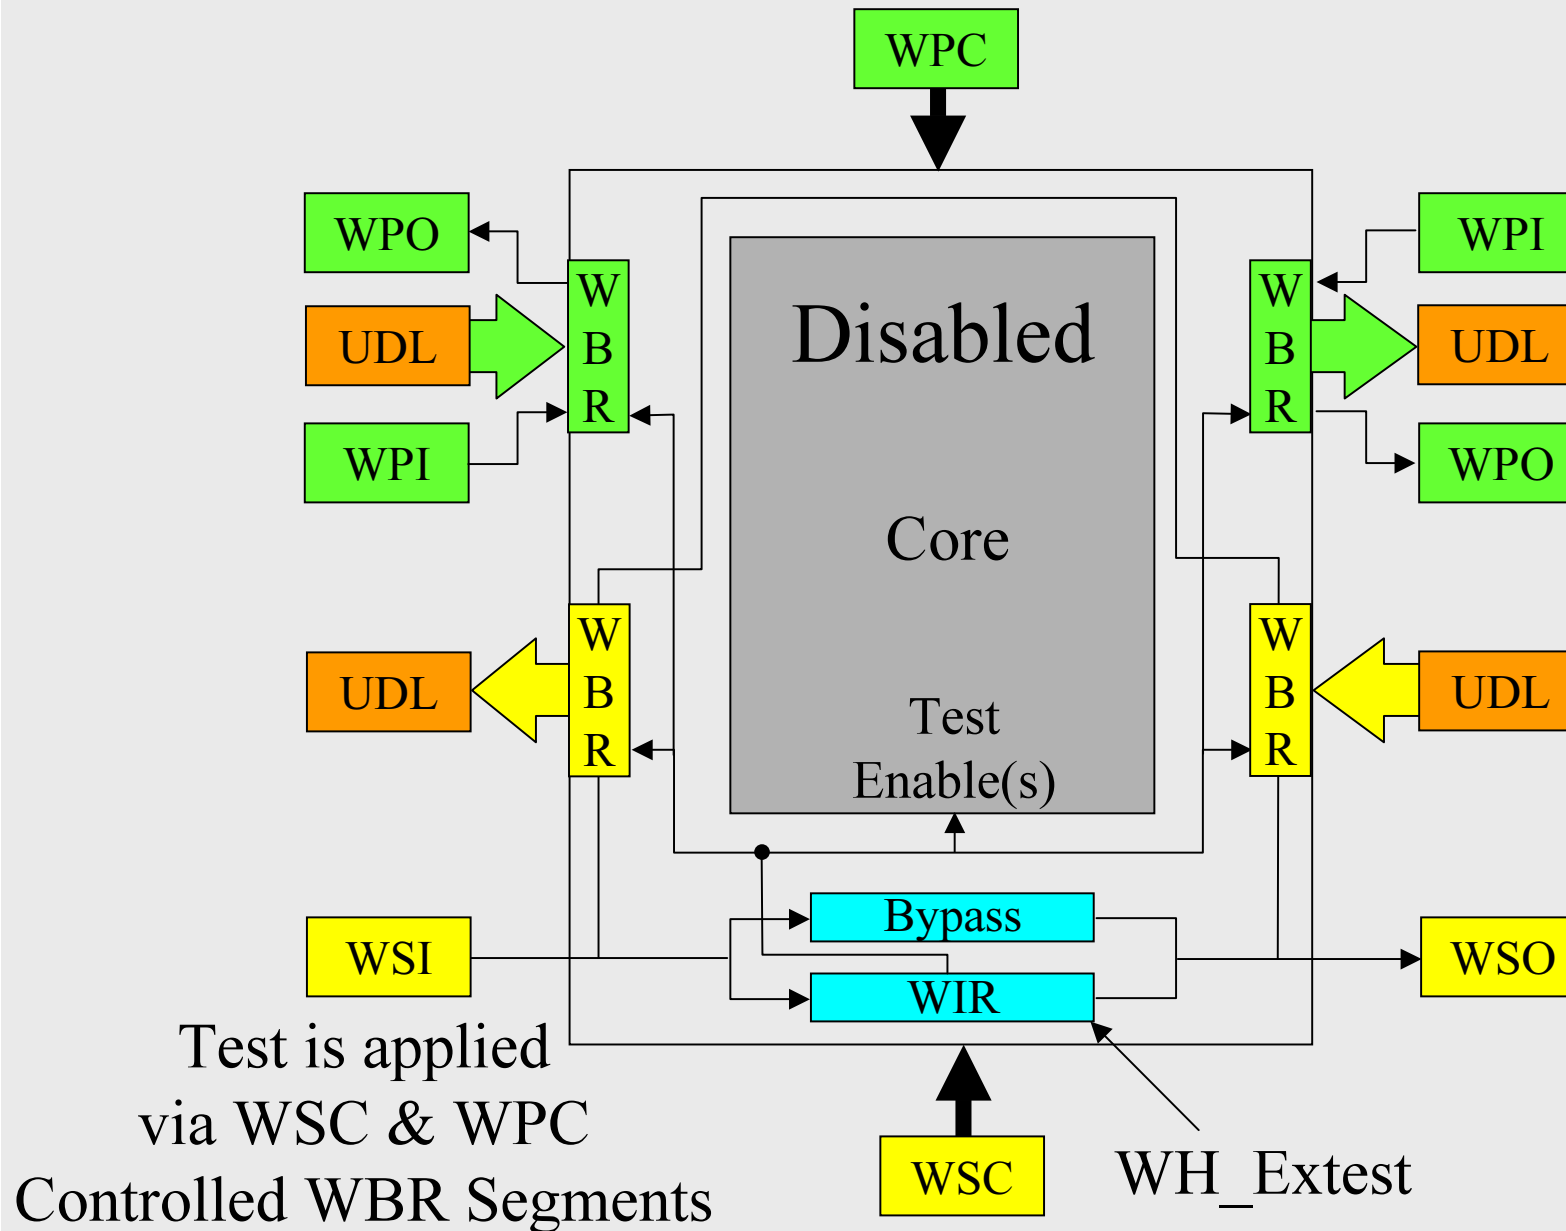 WPC
WPO
WPI
W
B
R
W
B
R
UDL
Disabled
UDL
WPI
WPO
Core
W
B
R
W
B
R
UDL
UDL
Test
Enable(s)
Bypass
WSI
WSO
WIR
Test is applied
via WSC & WPC
Controlled WBR Segments
WSC
WH_Extest